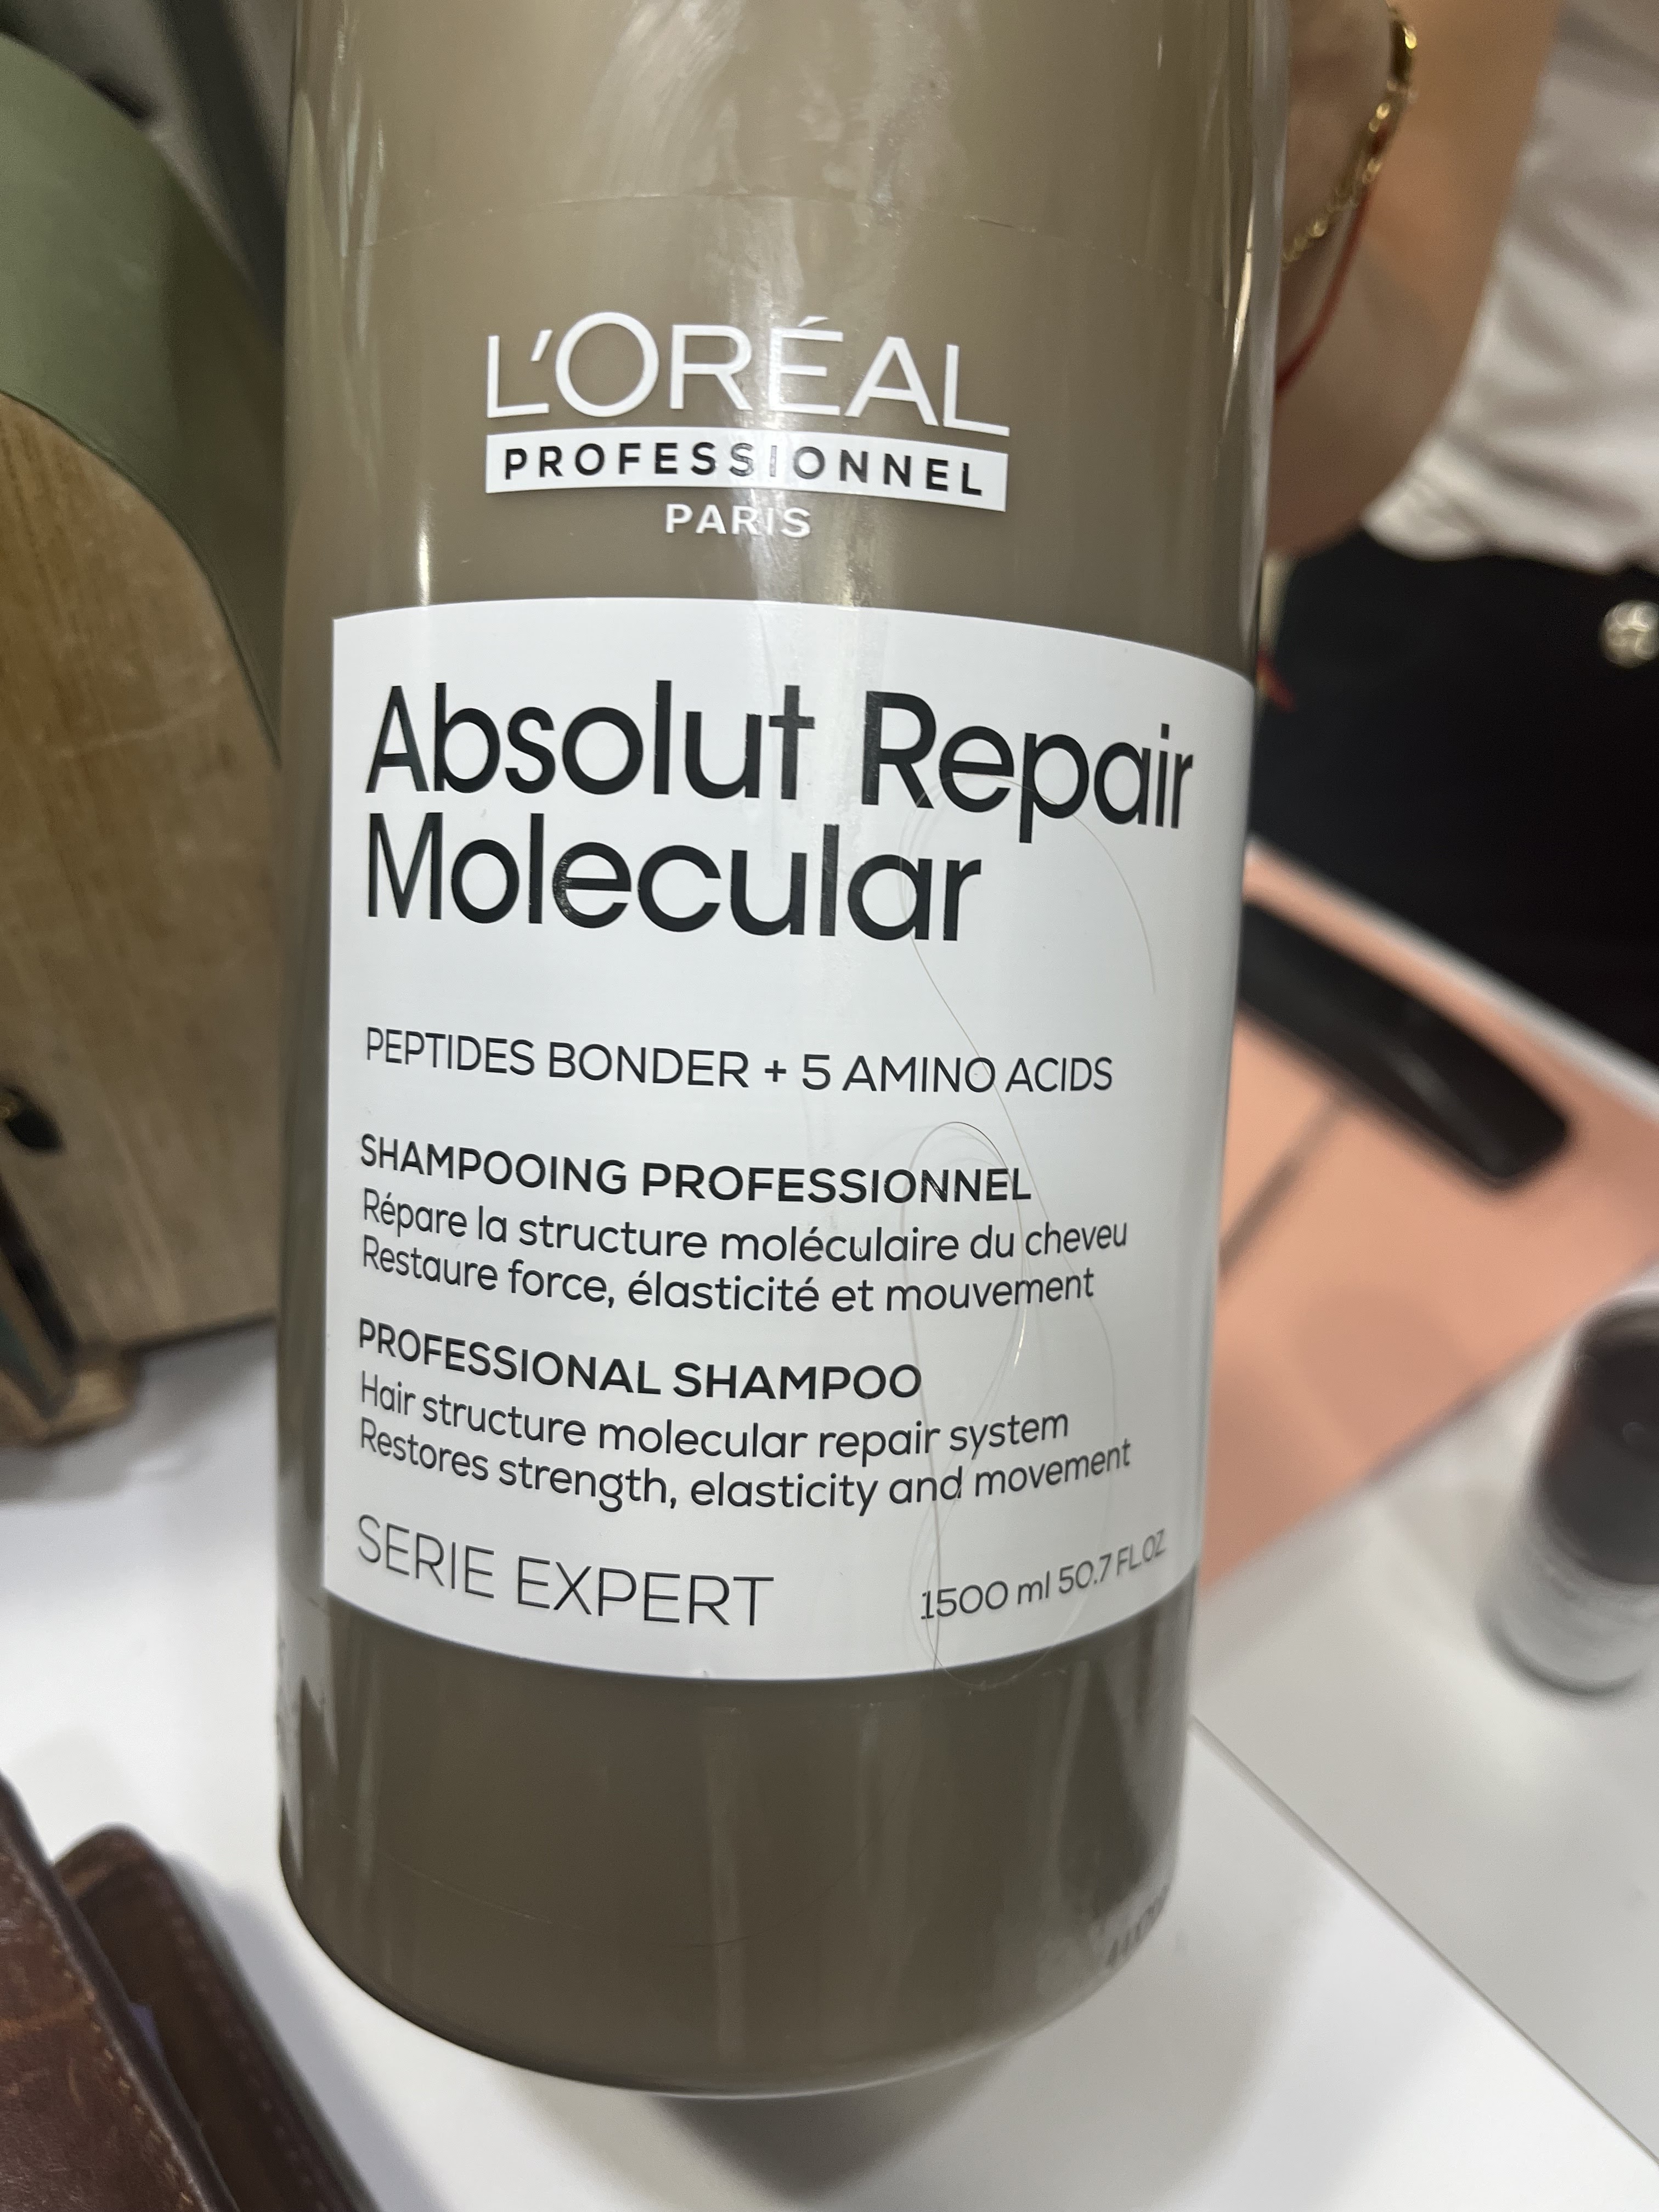 L'ORÉAL
PROFESSIONNEL
PARIS
Absolut Repair
Molecular
PEPTIDES BONDER + 5 AMINO ACIDS
SHAMPOOING PROFESSIONNEL
Répare la structure moléculaire du cheveu
Restaure force, élasticité et mouvement
PROFESSIONAL SHAMPOO
Hair structure molecular repair system
Restores strength, elasticity and movement
SERIE EXPERT
1500 ml 50.7 FL.OZ